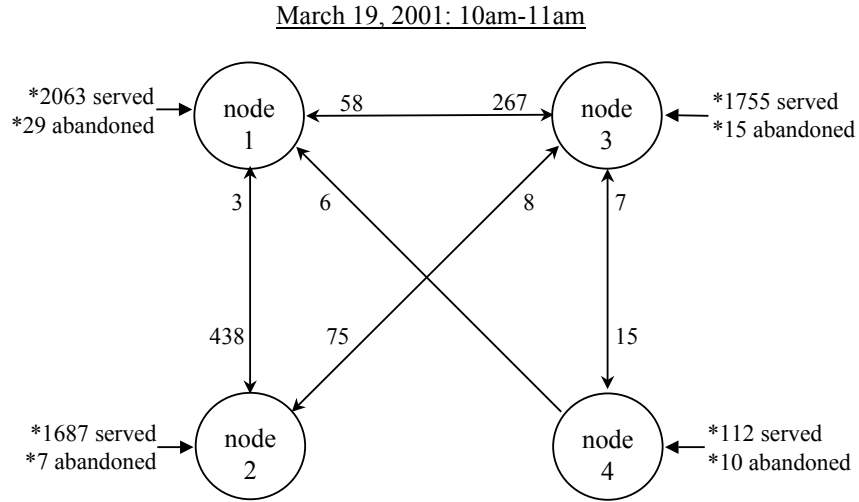 March 19, 2001: 10am-11am
*2063 served
*29 abandoned
node
1
58
267
node
3
*1755 served
*15 abandoned
3
6
8
7
438
75
15
*1687 served
*7 abandoned
node
2
node
4
*112 served
*10 abandoned